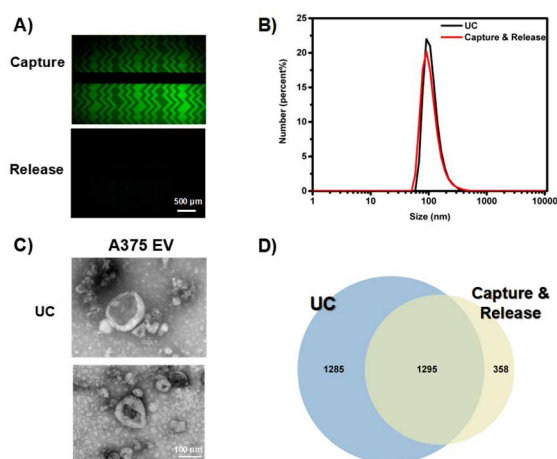 A)
Capture
Release
500 µm
B)
UC
Capture & Release
Number (percent%)
25
20
15
10
5
0
1
10
100
1000
10000
Size (nm)
C)
A375 EV
UC
100 nm
D)
UC
Capture &
Release
1285
1295
358